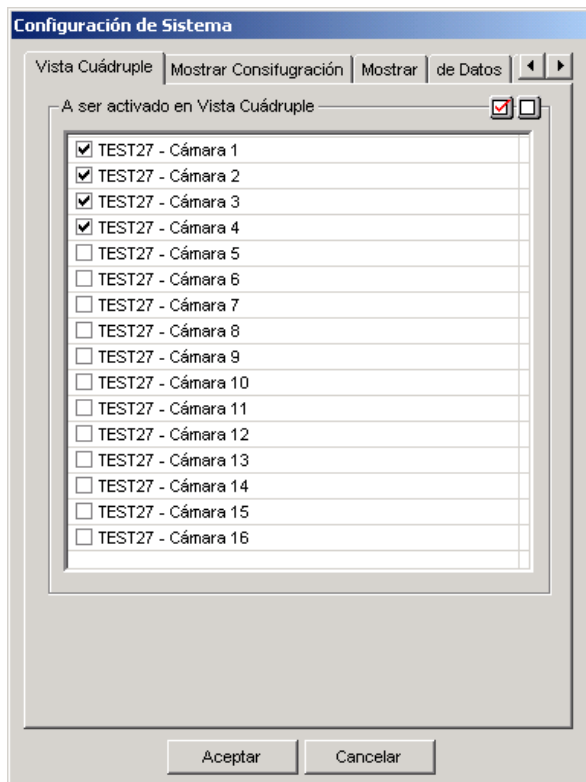 Configuración de Sistema
Vista Cuádruple Mostrar Consifugración Mostrar de Datos
A ser activado en Vista Cuádruple
TEST27 - Cámara 1
TEST27 - Cámara 2
TEST27 - Cámara 3
TEST27 - Cámara 4
TEST27 - Cámara 5
TEST27 - Cámara 6
TEST27 - Cámara 7
TEST27 - Cámara 8
TEST27 - Cámara 9
TEST27 - Cámara 10
TEST27 - Cámara 11
TEST27 - Cámara 12
TEST27 - Cámara 13
TEST27 - Cámara 14
TEST27 - Cámara 15
TEST27 - Cámara 16
Aceptar Cancelar